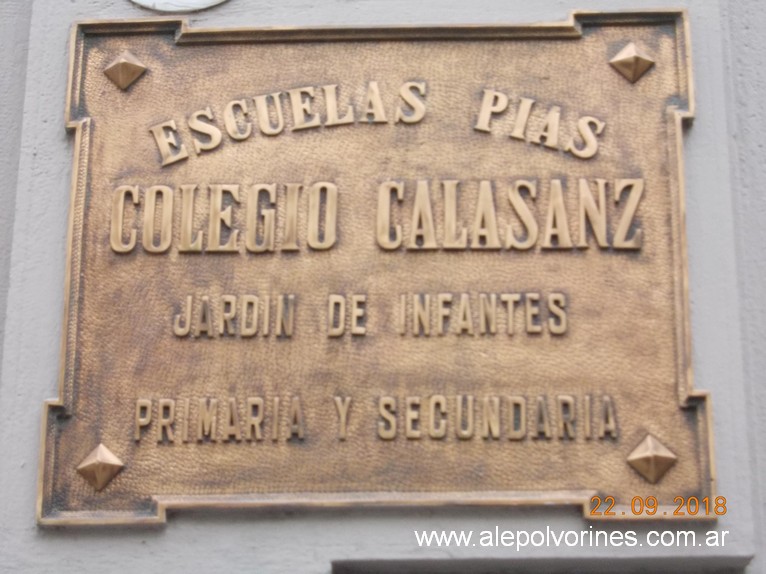 ESCUELAS PIAS
COLEGIO CALASANZ
JARDIN DE INFANTES
PRIMARIA Y SECUNDARIA
22.09.2018
www.alepolvorines.com.ar